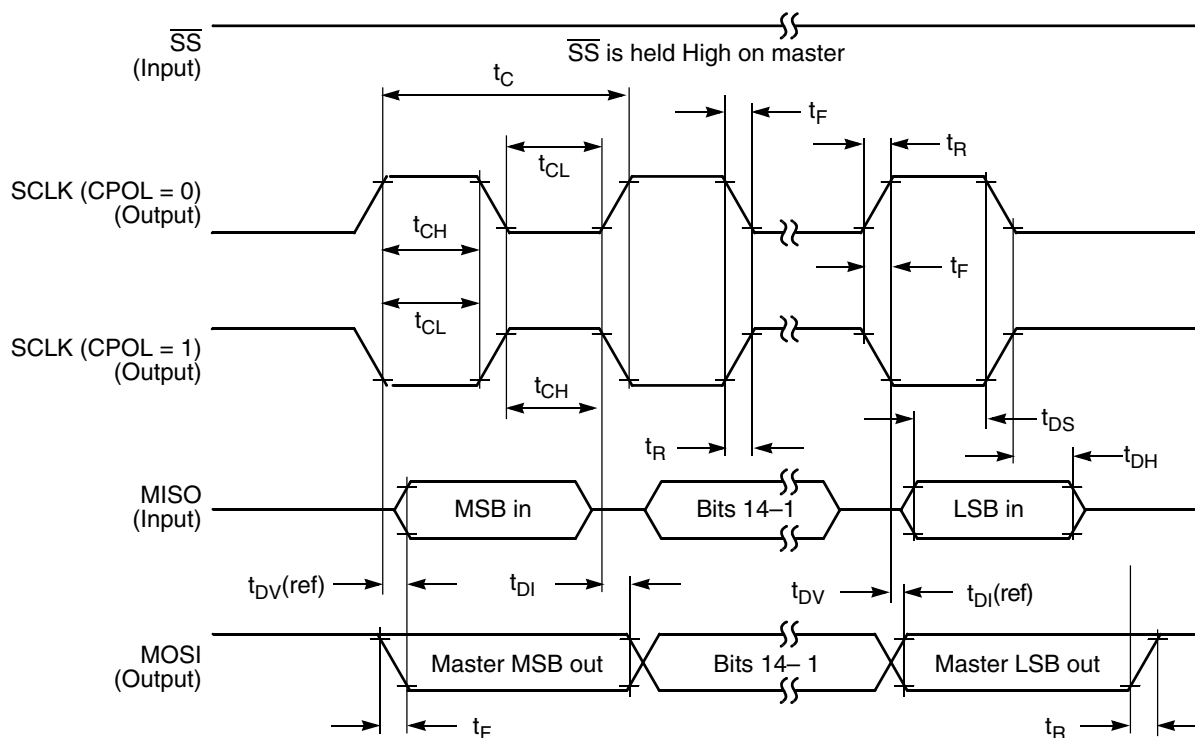 SS
(Input)
SS is held High on master
tC
tF
tR
tCL
SCLK (CPOL = 0)
(Output)
tCH
tF
tCL
SCLK (CPOL = 1)
(Output)
tCH
tDS
tR
tDH
MISO
(Input)
MSB in
Bits 14–1
LSB in
tDV(ref)
tDI
tDV
tDI(ref)
MOSI
(Output)
Master MSB out
Bits 14– 1
Master LSB out
tF
tR